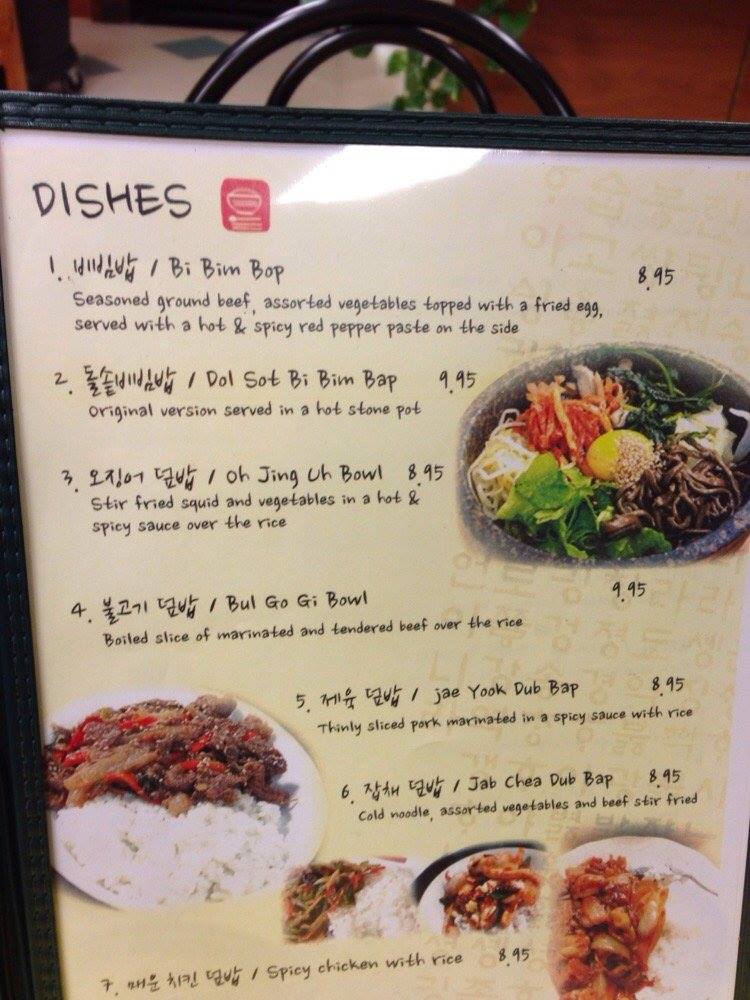 DISHES
1. 비빔밥 / Bi Bim Bop 8.95
Seasoned ground beef, assorted vegetables topped with a fried egg,
served with a hot & spicy red pepper paste on the side
2. 돌솥비빔밥 / Dol Sot Bi Bim Bap 9.95
Original version served in a hot stone pot
3. 오징어 덮밥 / Oh Jing Uh Bowl 8.95
Stir fried squid and vegetables in a hot &
spicy sauce over the rice
4. 불고기 덮밥 / Bul Go Gi Bowl 9.95
Boiled slice of marinated and tendered beef over the rice
5. 제육 덮밥 / jae Yook Dub Bap 8.95
Thinly sliced pork marinated in a spicy sauce with rice
6. 잡채 덮밥 / Jab Chea Dub Bap 8.95
Cold noodle, assorted vegetables and beef stir fried
7. 매운 치킨 덮밥 / Spicy chicken with rice 8.95